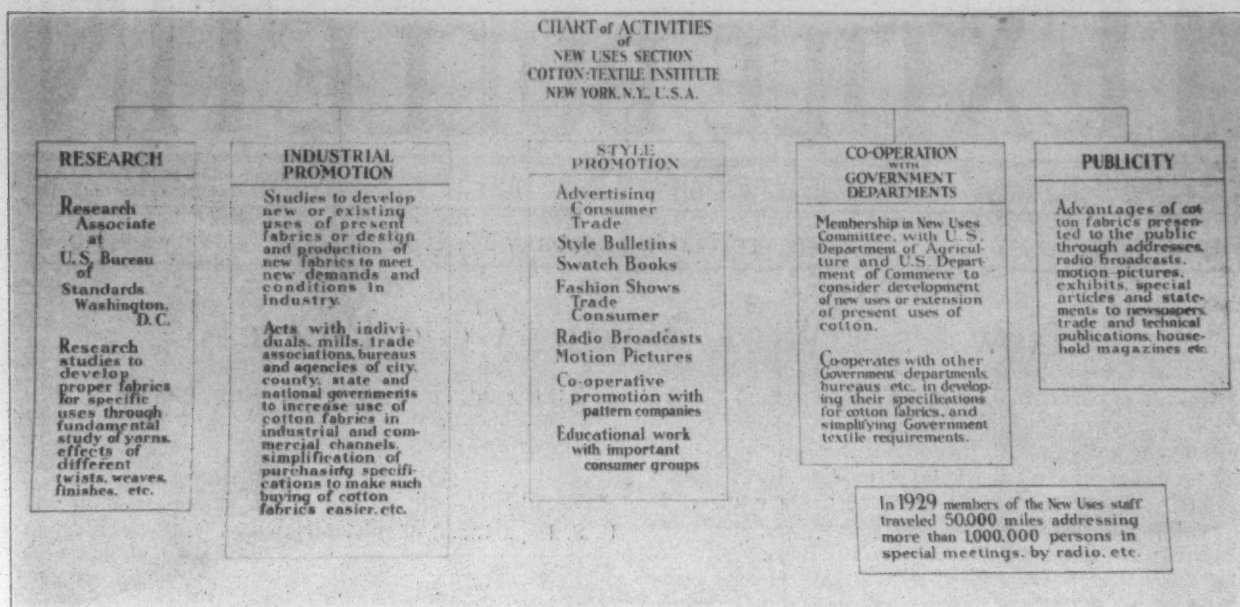 CHART of ACTIVITIES
of
NEW USES SECTION
COTTON-TEXTILE INSTITUTE
NEW YORK, N.Y., U.S.A.
RESEARCH
Research
Associate
at
U.S. Bureau
of
Standards
Washington,
D.C.
Research
studies to
develop
proper fabrics
for specific
uses through
fundamental
study of yarns,
effects of
different
twists, weaves,
finishes, etc.
INDUSTRIAL
PROMOTION
Studies to develop
new or existing
uses of present
fabrics or design
and production of
new fabrics to meet
new demands and
conditions in
industry.
Acts with indivi-
duals, mills, trade
associations, bureaus
and agencies of city,
county, state and
national governments
to increase use of
cotton fabrics in
industrial and com-
mercial channels,
simplification of
purchasing specifi-
cations to make such
buying of cotton
fabrics easier, etc.
STYLE
PROMOTION
Advertising
Consumer
Trade
Style Bulletins
Swatch Books
Fashion Shows
Trade
Consumer
Radio Broadcasts
Motion Pictures
Co-operative
promotion with
pattern companies
Educational work
with important
consumer groups
CO-OPERATION
WITH
GOVERNMENT
DEPARTMENTS
Membership in New Uses
Committee, with U.S.
Department of Agricul-
ture and U.S. Depart-
ment of Commerce to
consider development
of new uses or extension
of present uses of
cotton.
Co-operates with other
Government departments,
bureaus etc., in develop-
ing their specifications
for cotton fabrics, and
simplifying Government
textile requirements.
PUBLICITY
Advantages of cot-
ton fabrics presen-
ted to the public
through addresses,
radio broadcasts,
motion-pictures,
exhibits, special
articles and state-
ments to newspapers,
trade and technical
publications, house-
hold magazines etc.
In 1929 members of the New Uses staff
traveled 50,000 miles addressing
more than 1,000,000 persons in
special meetings, by radio, etc.